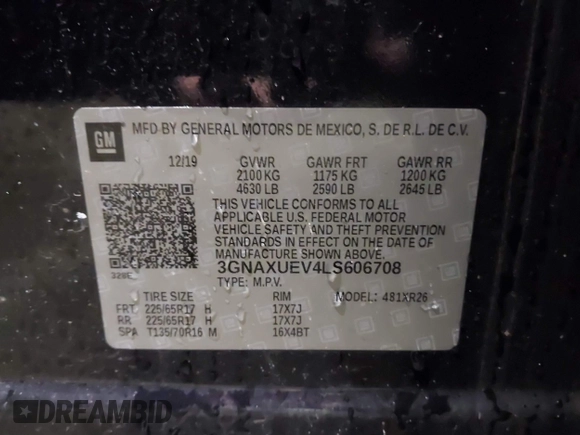 GM
MFD BY GENERAL MOTORS DE MEXICO, S. DE R.L. DE C.V.
12/19 GVWR GAWR FRT GAWR RR
2100 KG 1175 KG 1200 KG
4630 LB 2590 LB 2645 LB
THIS VEHICLE CONFORMS TO ALL
APPLICABLE U.S. FEDERAL MOTOR
VEHICLE SAFETY AND THEFT PREVENTION
STANDARDS IN EFFECT ON THE DATE OF
MANUFACTURE SHOWN ABOVE.
3GNAXUEV4LS606708
TYPE: M.P.V.
TIRE SIZE RIM MODEL: 481XR26
FRT 225/65R17 H 17X7J
RR 225/65R17 H 17X7J
SPA T135/70R16 M 16X4BT
DREAMBID